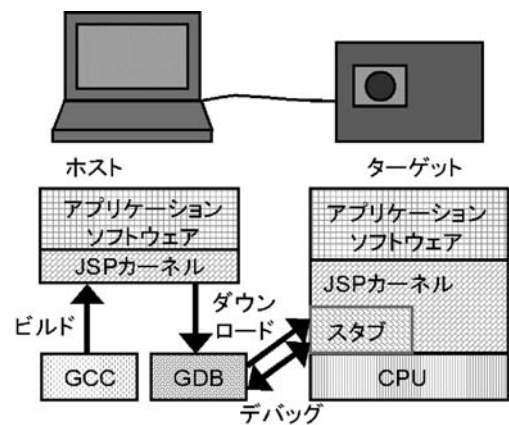 ホスト
ターゲット
アプリケーション
ソフトウェア
JSPカーネル
アプリケーション
ソフトウェア
JSPカーネル
スタブ
CPU
ビルド
ダウン
ロード
GCC
GDB
デバッグ